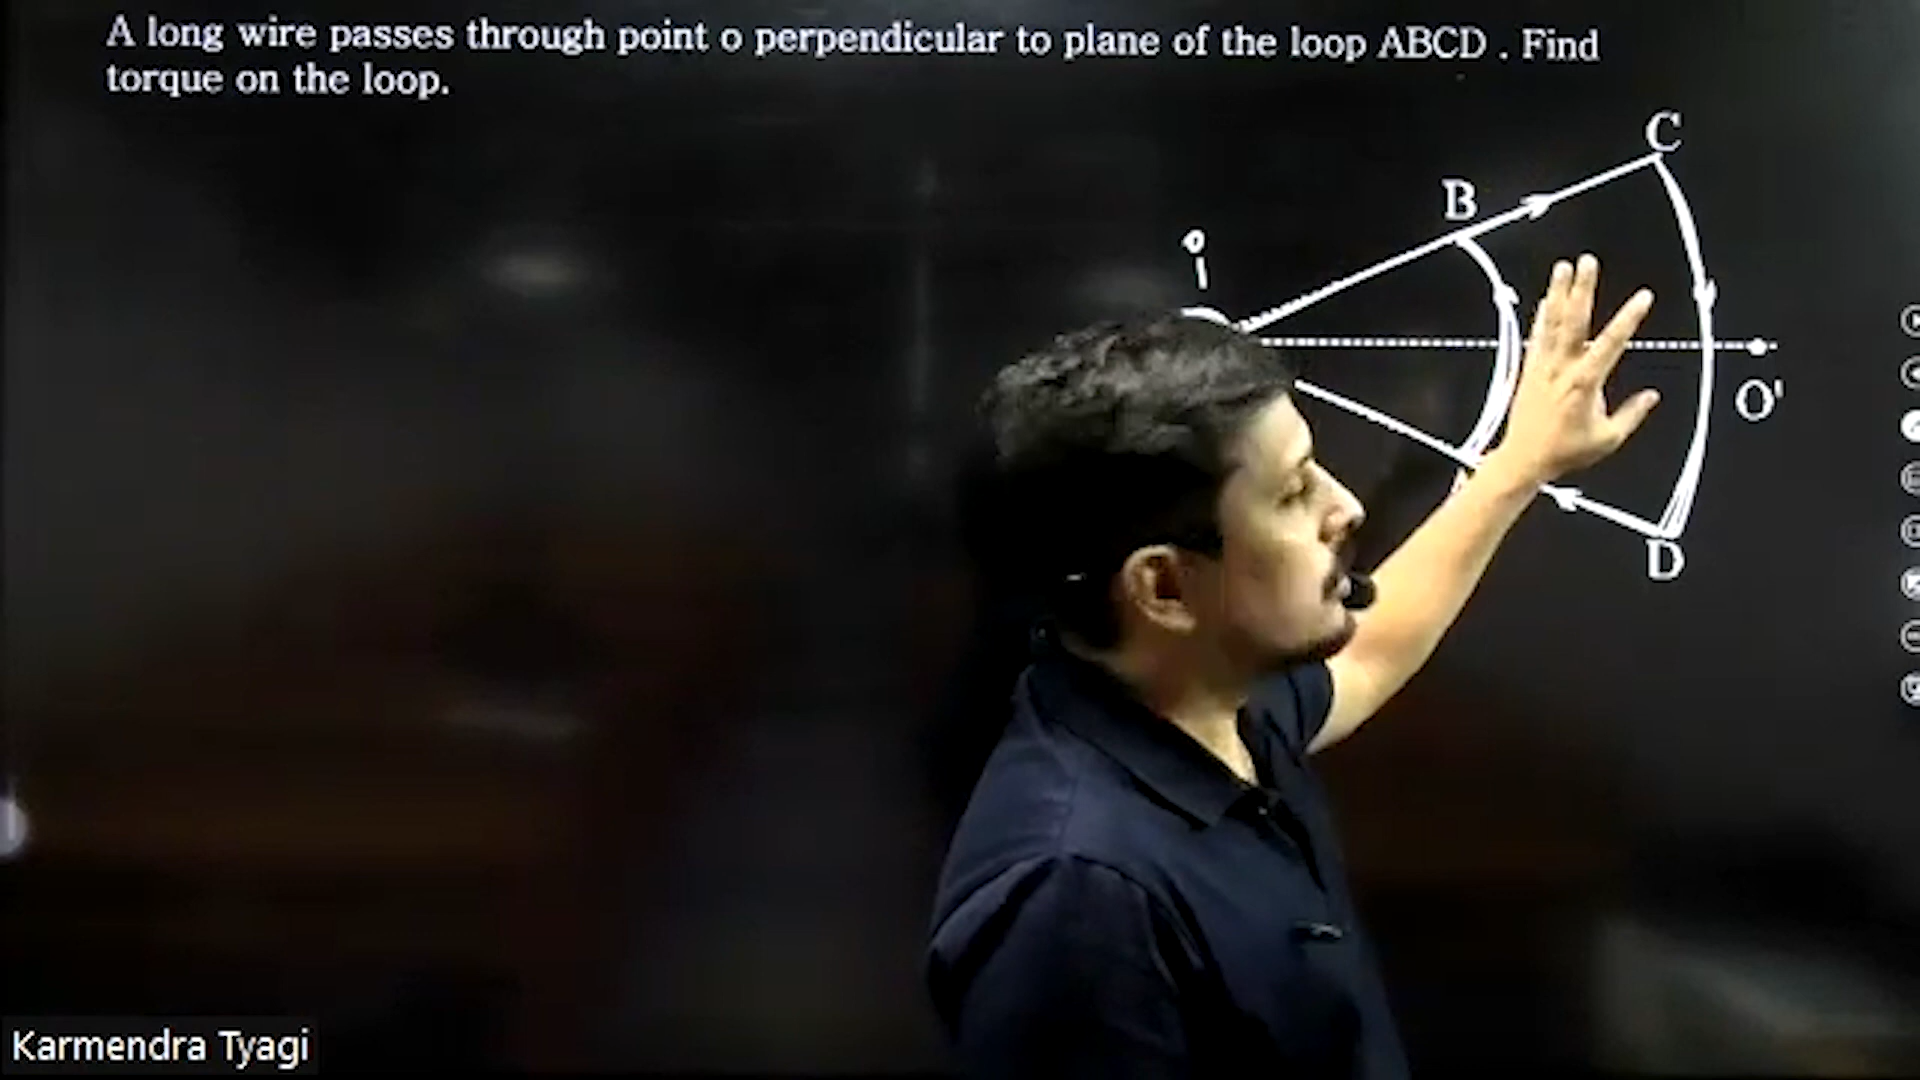 A long wire passes through point o perpendicular to plane of the loop ABCD . Find
torque on the loop.
C
B
o
O'
D
Karmendra Tyagi